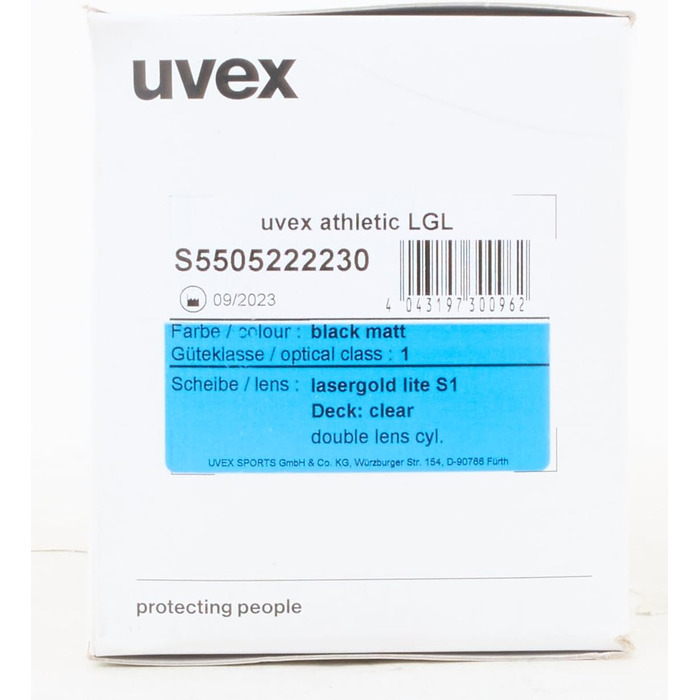 uvex
uvex athletic LGL
S5505222230
09/2023
4 043197 300962
Farbe / colour : black matt
Güteklasse / optical class : 1
Scheibe / lens : lasergold lite S1
Deck: clear
double lens cyl.
UVEX SPORTS GmbH & Co. KG, Würzburger Str. 154, D-90766 Fürth
protecting people